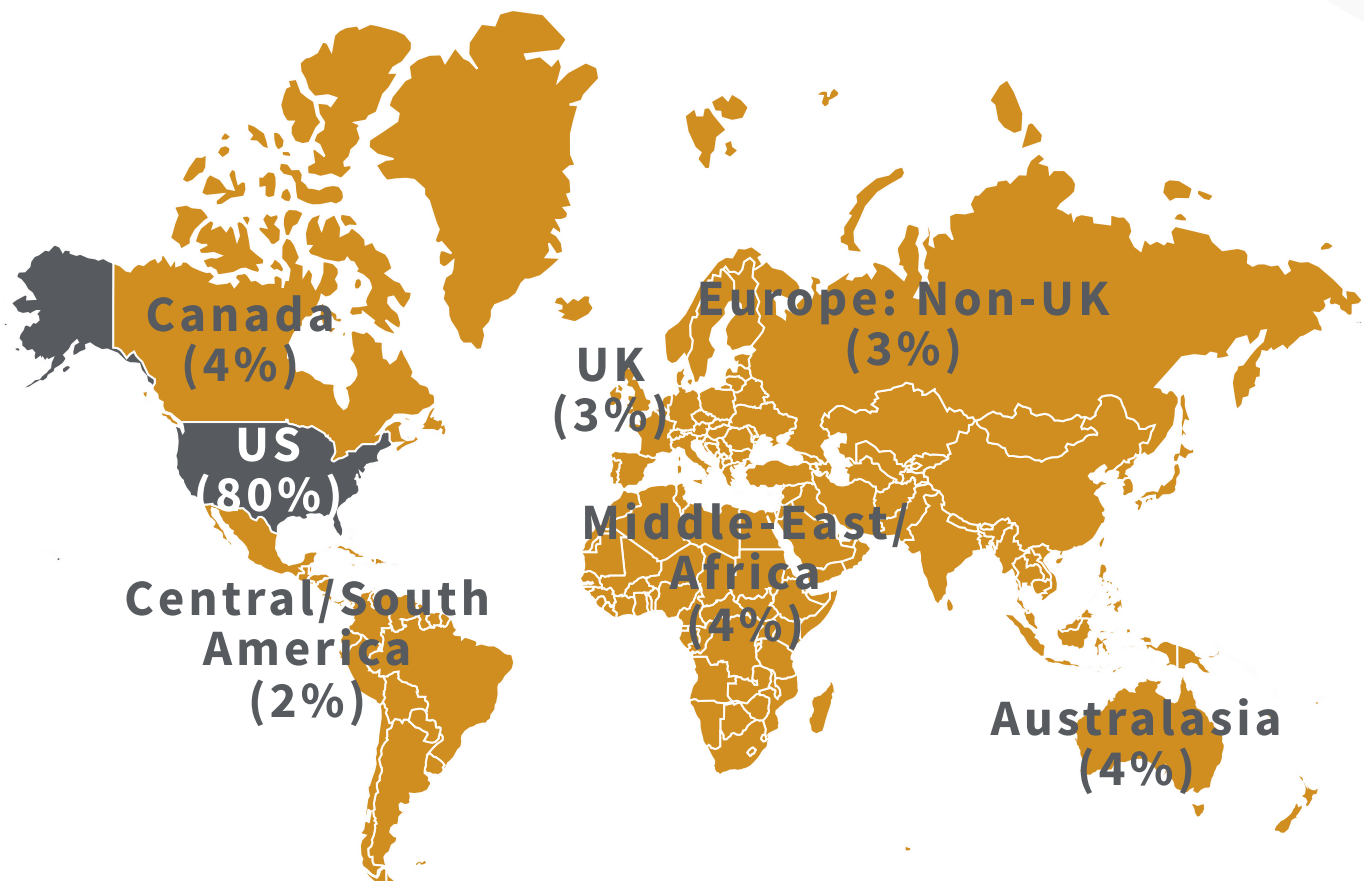 Canada
(4%)
US
(80%)
Central/South
America
(2%)
UK
(3%)
Europe: Non-UK
(3%)
Middle-East/
Africa
(4%)
Australasia
(4%)